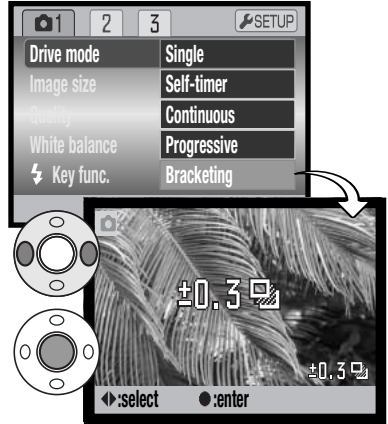 1 2 3 SETUP
Drive mode Single
Image size Self-timer
Quality Continuous
White balance Progressive
Key func. Bracketing
±0.3
±0.3
:select :enter